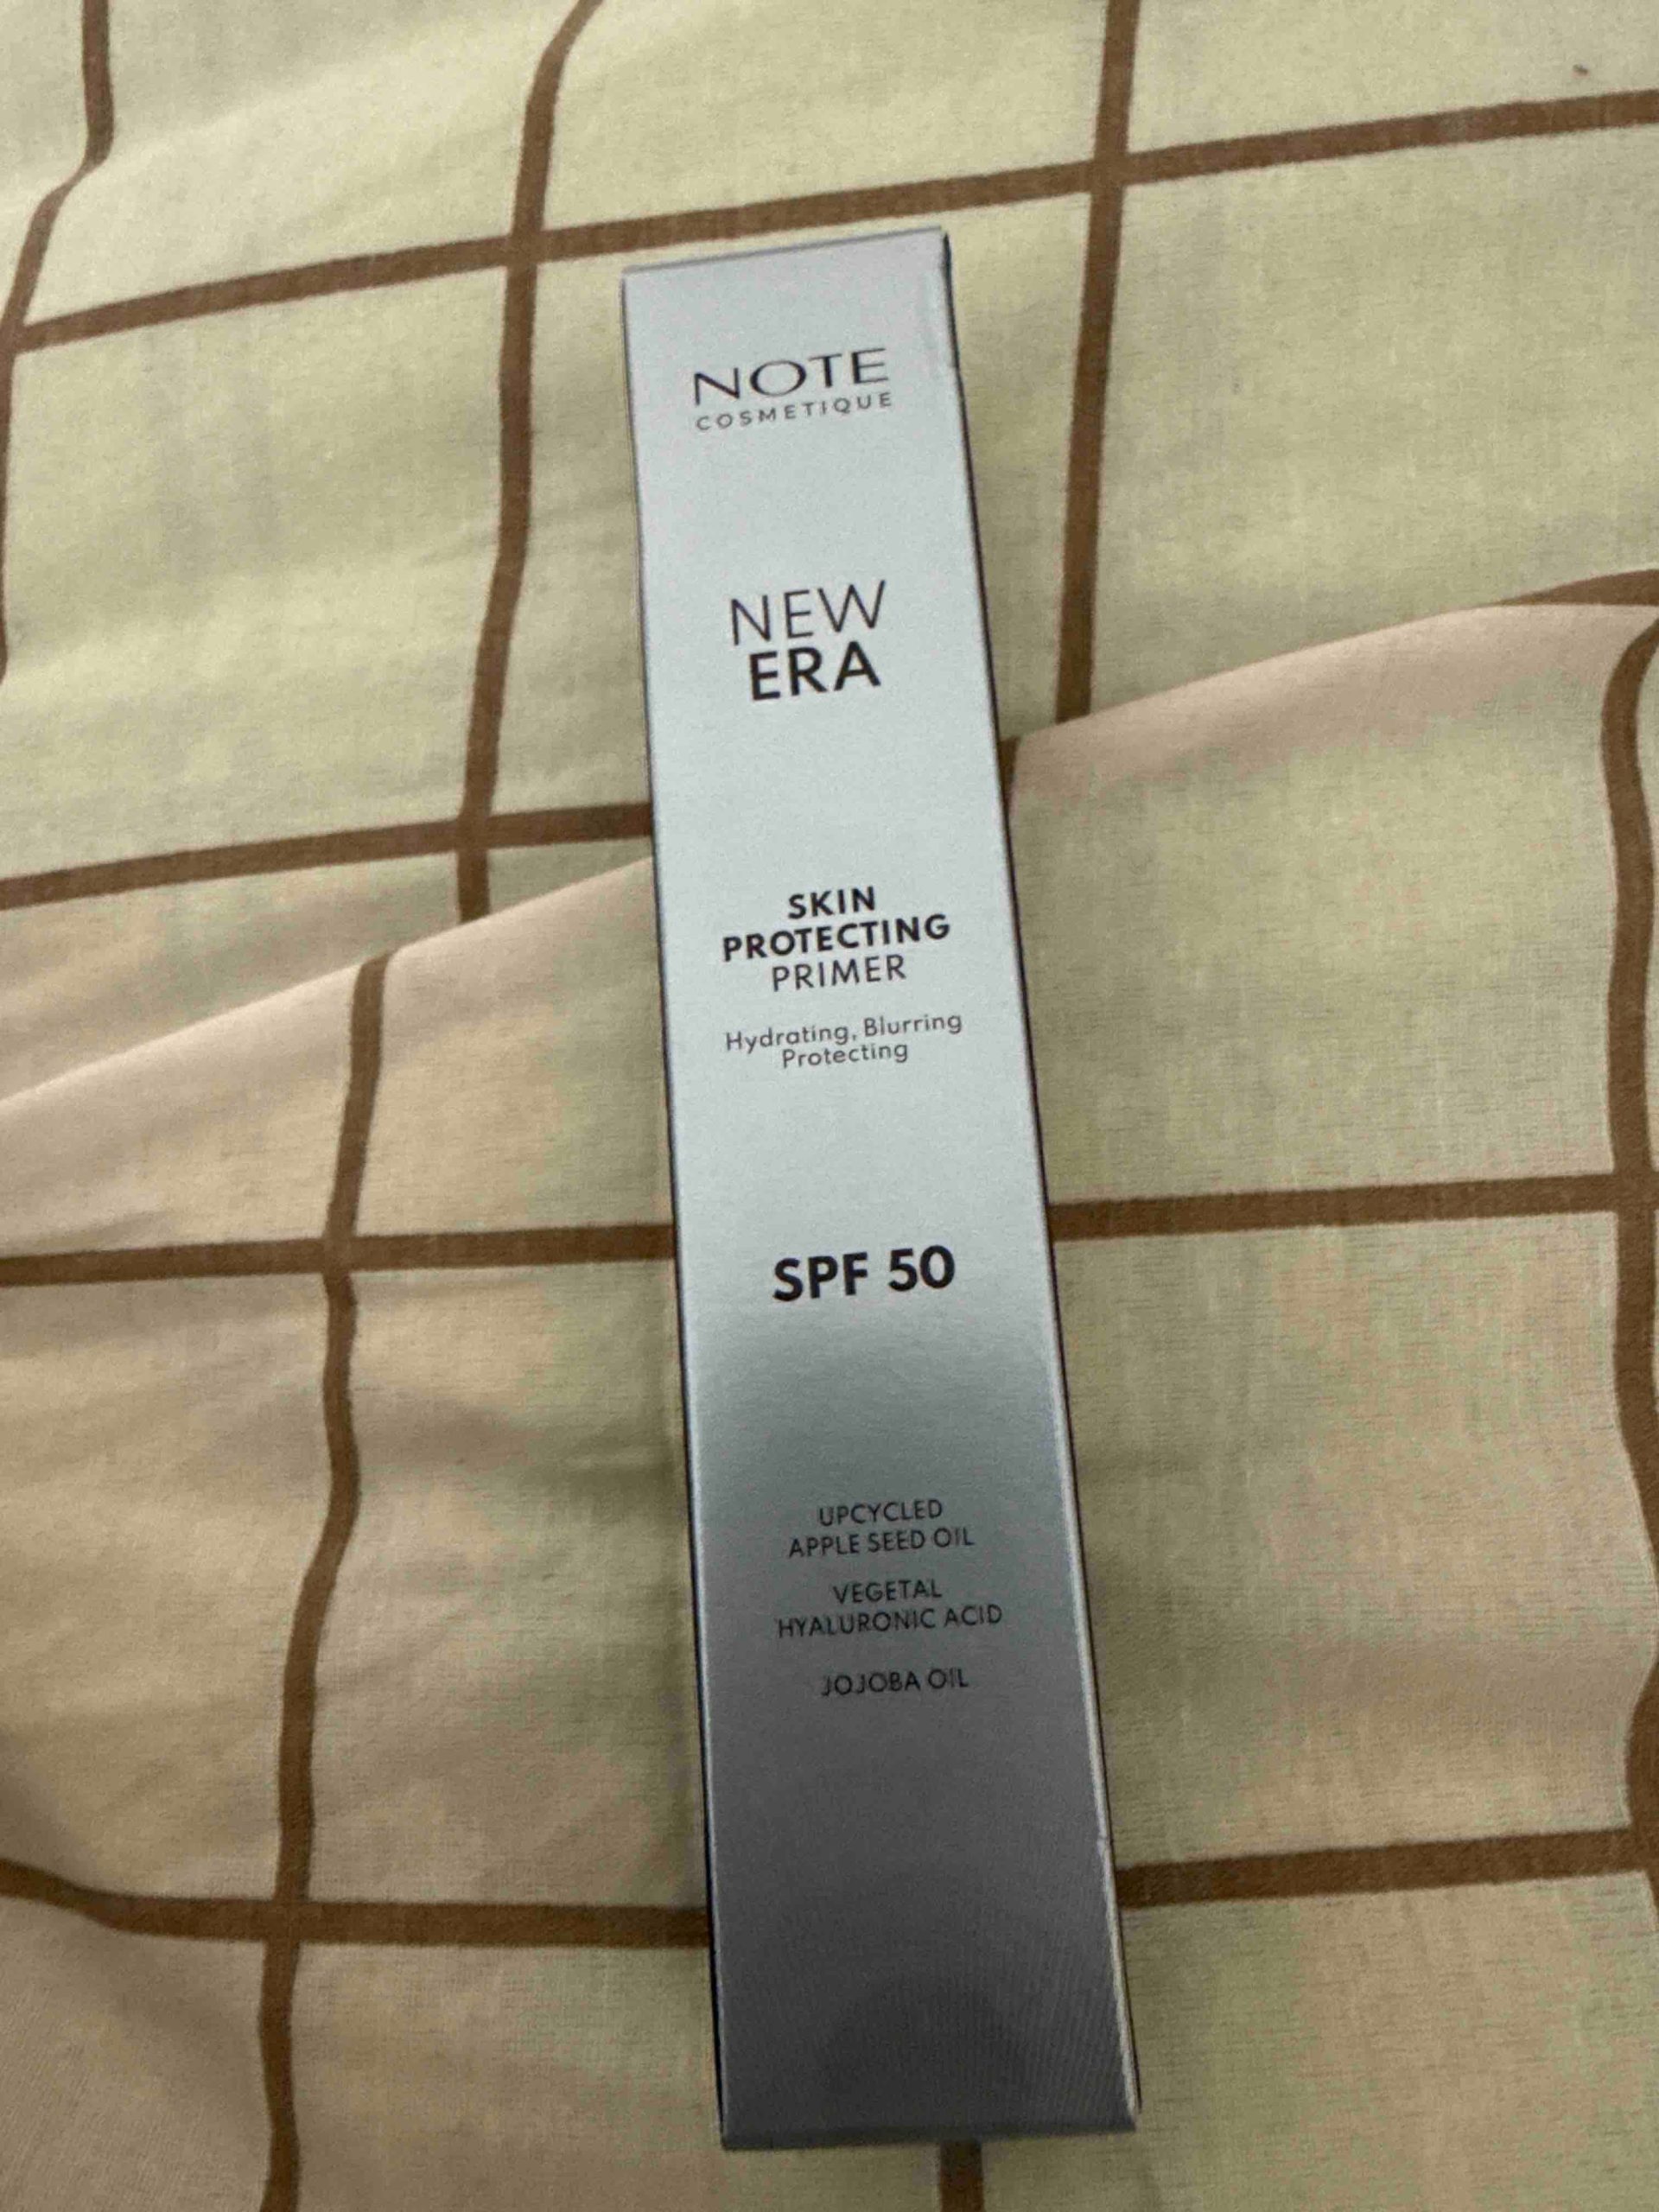 NOTE
COSMETIQUE
NEW
ERA
SKIN
PROTECTING
PRIMER
Hydrating, Blurring
Protecting
SPF 50
UPCYCLED
APPLE SEED OIL
VEGETAL
HYALURONIC ACID
JOJOBA OIL